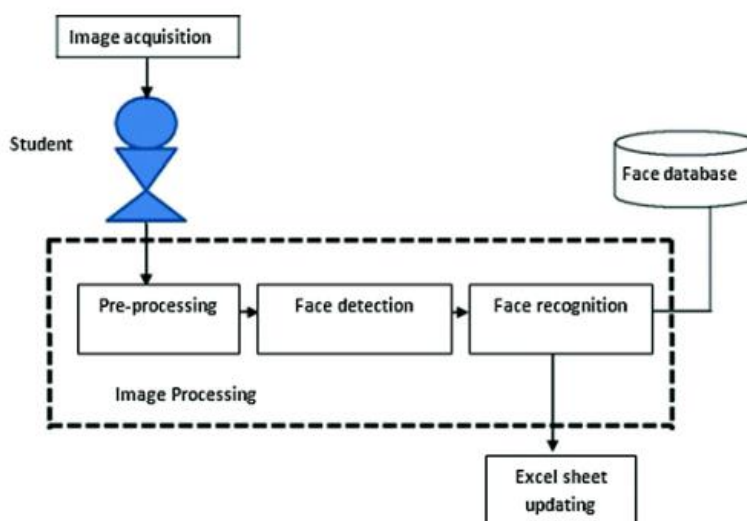 Image acquisition
Student
Face database
Pre-processing
Face detection
Face recognition
Image Processing
Excel sheet
updating